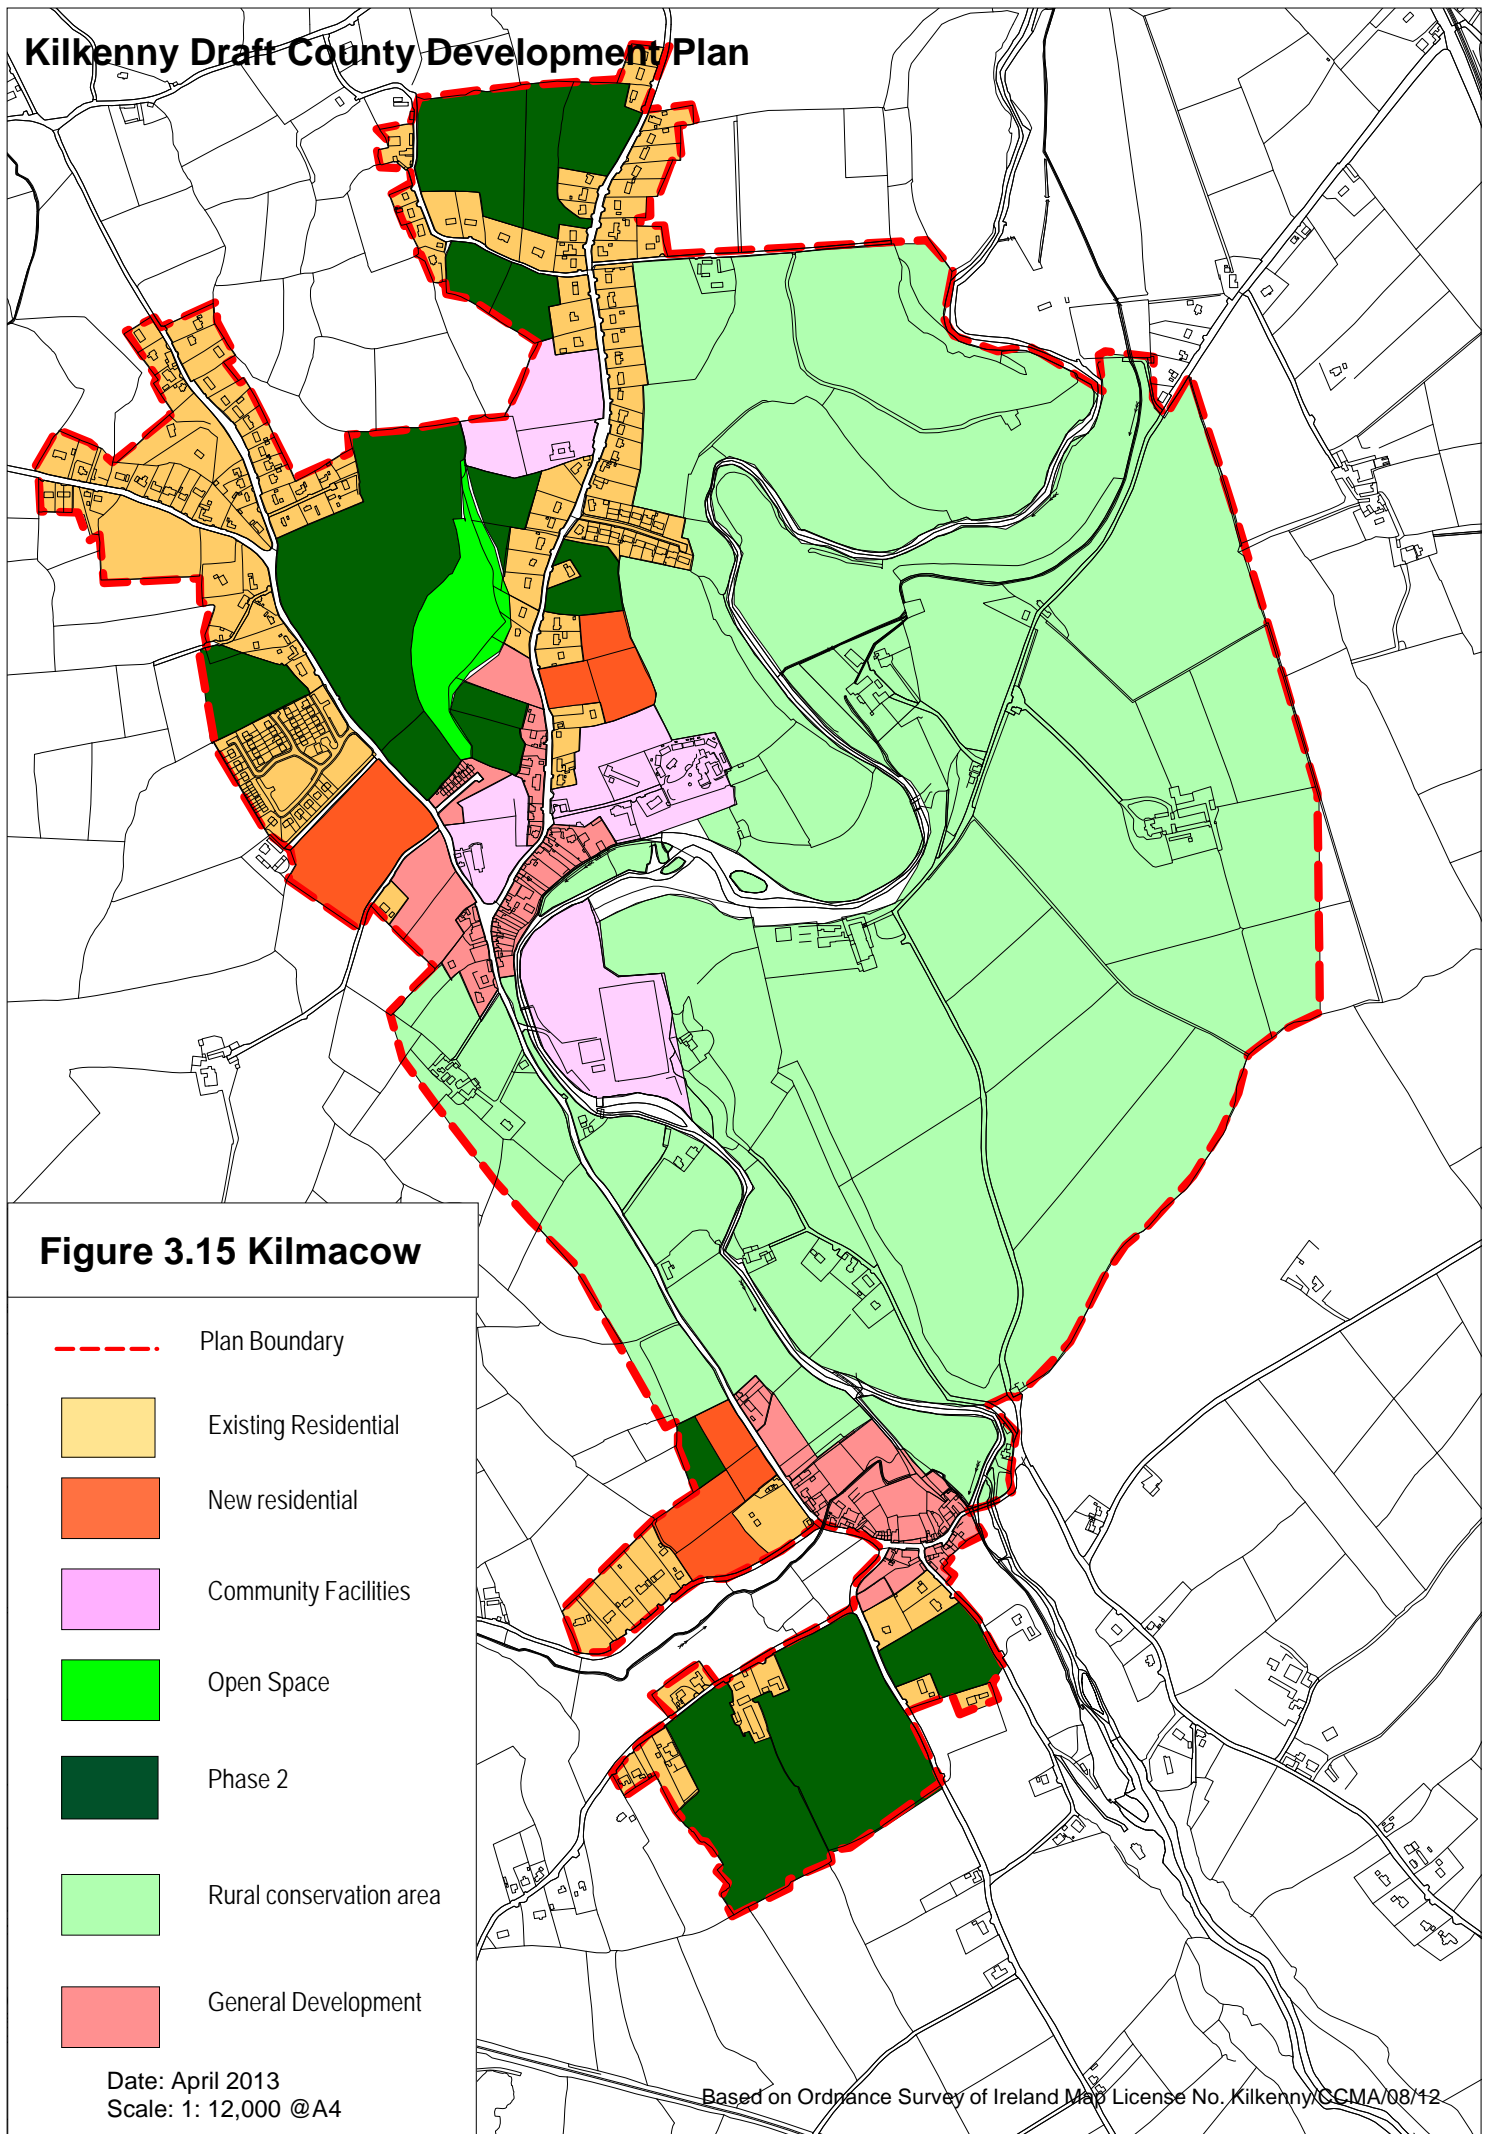 Kilkenny Draft County Development Plan
Figure 3.15 Kilmacow
Plan Boundary
Existing Residential
New residential
Community Facilities
Open Space
Phase 2
Rural conservation area
General Development
Date: April 2013
Scale: 1: 12,000 @A4
Based on Ordnance Survey of Ireland Map License No. Kilkenny/CCMA/08/12